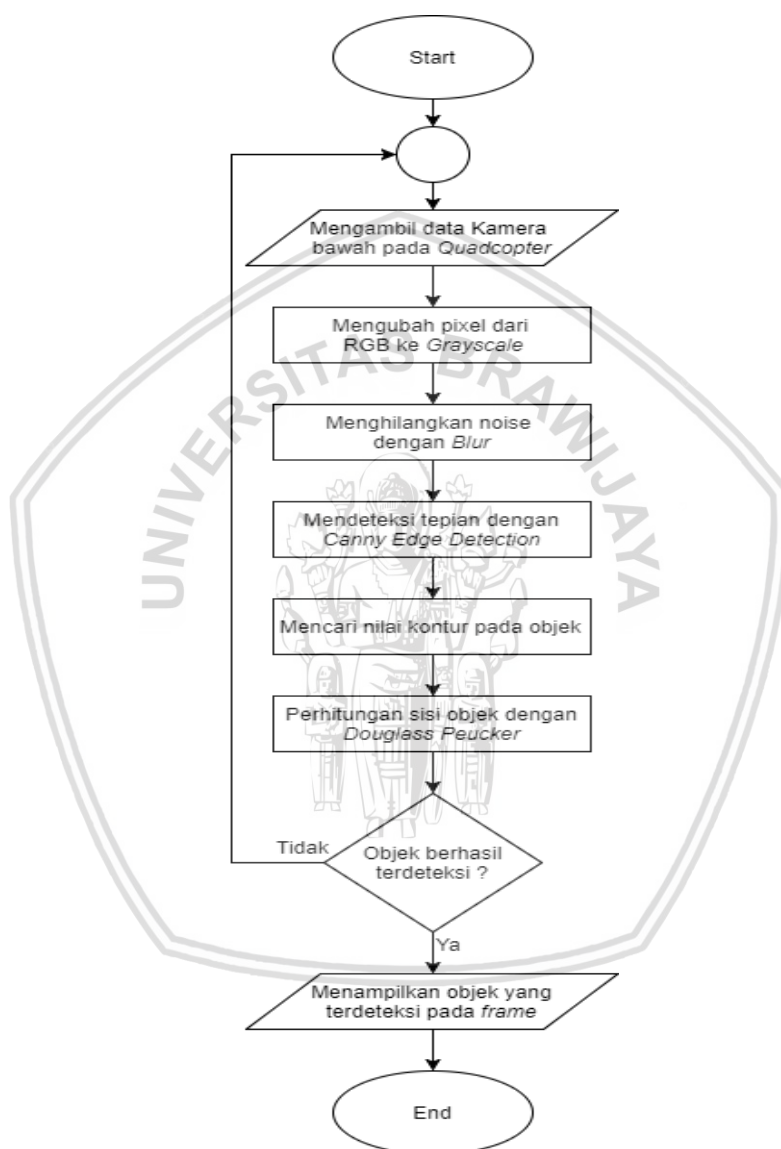 Start
Mengambil data Kamera
bawah pada Quadcopter
Mengubah pixel dari
RGB ke Grayscale
UNIVERSITAS BRAWIJAYA
Menghilangkan noise
dengan Blur
Mendeteksi tepian dengan
Canny Edge Detection
Mencari nilai kontur pada objek
Perhitungan sisi objek dengan
Douglass Peucker
Tidak
Objek berhasil
terdeteksi ?
Ya
Menampilkan objek yang
terdeteksi pada frame
End